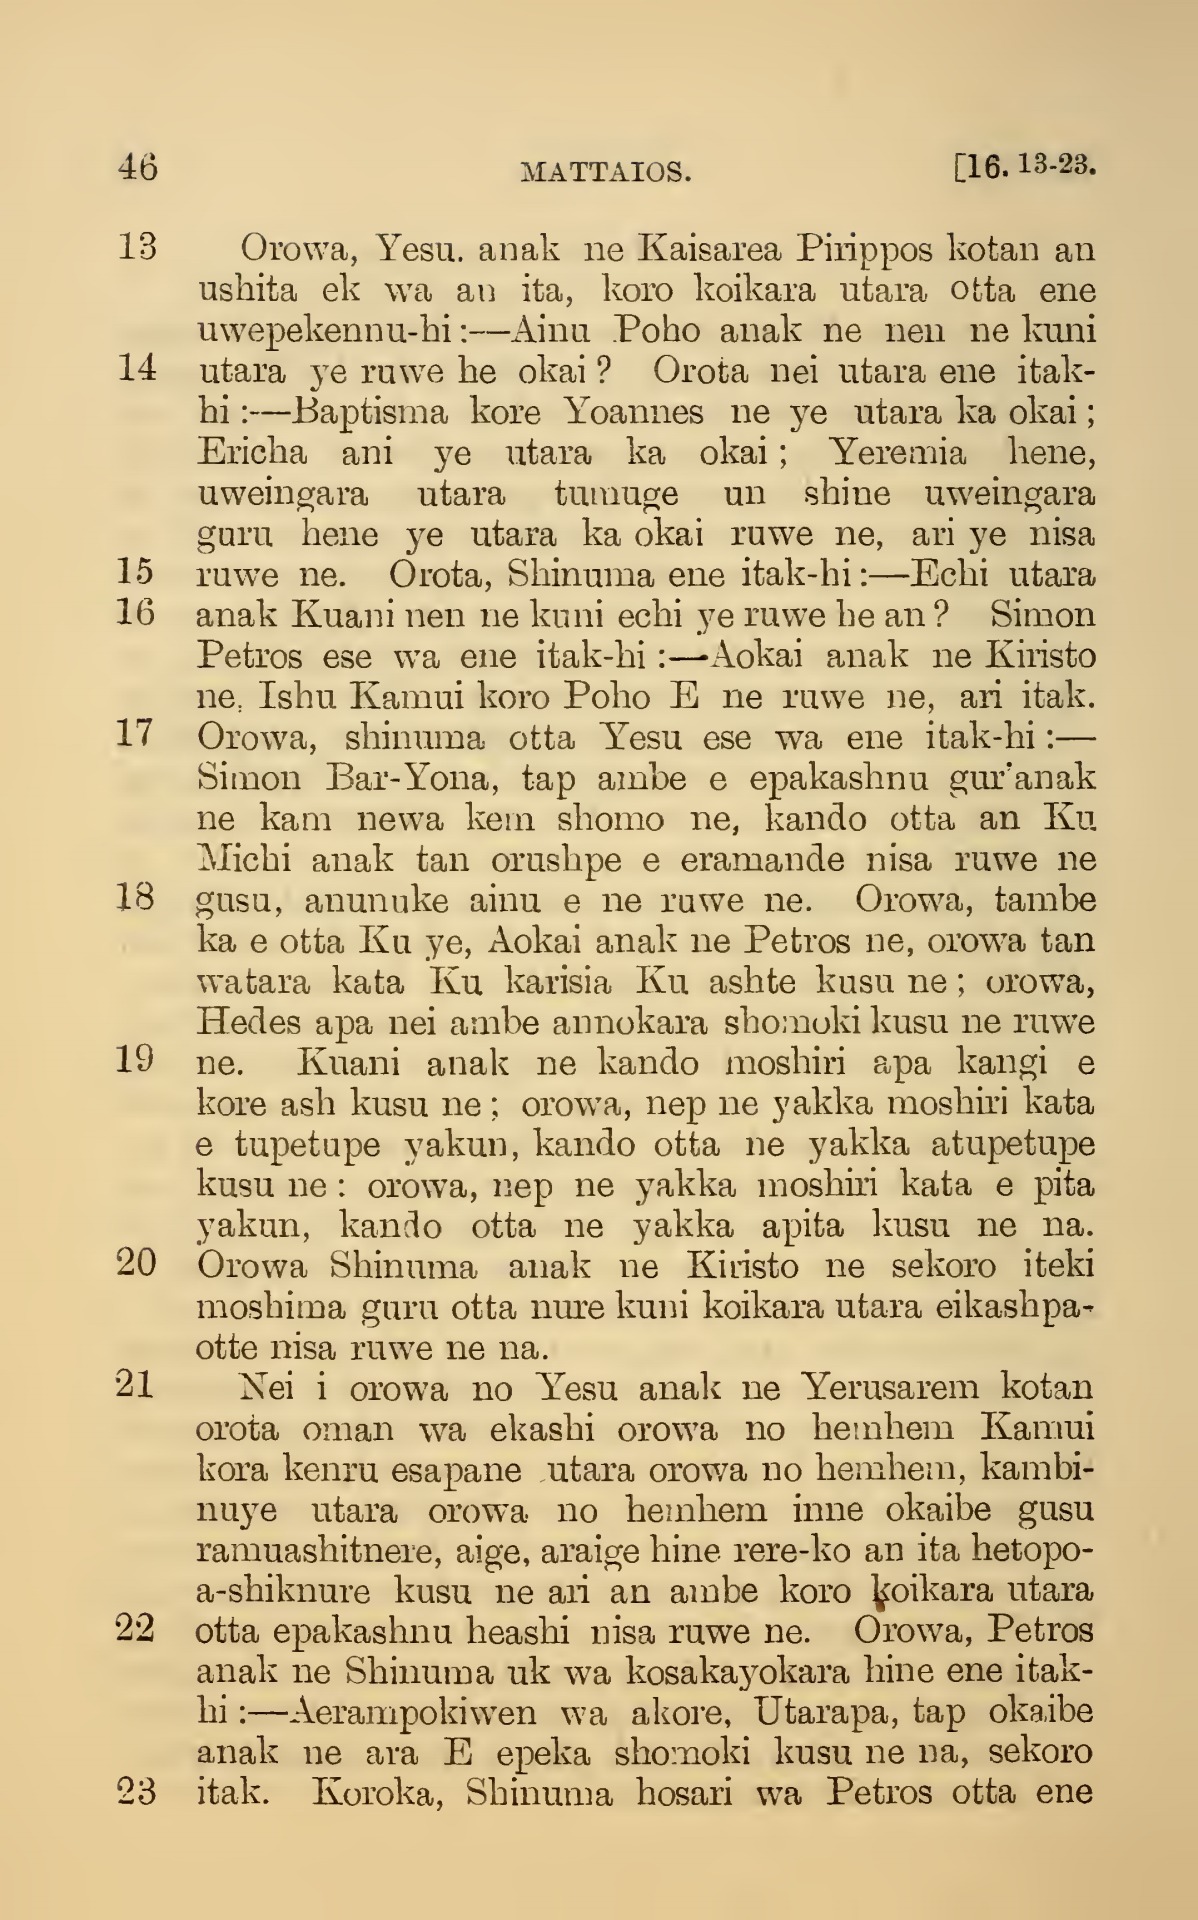 46 MATTAIOS. [16. 13-23.
13 Orowa, Yesu. anak ne Kaisarea Pirippos kotan an
ushita ek wa an ita, koro koikara utara otta ene
uwepekennu-hi :—Ainu Poho anak ne nen ne kuni
14 utara ye ruwe he okai ? Orota nei utara ene itak-
hi :—Baptisma kore Yoannes ne ye utara ka okai ;
Ericha ani ye utara ka okai ; Yeremia hene,
uweingara utara tumuge un shine uweingara
guru hene ye utara ka okai ruwe ne, ari ye nisa
15 ruwe ne. Orota, Shinuma ene itak-hi :—Echi utara
16 anak Kuani nen ne kuni echi ye ruwe he an ? Simon
Petros ese wa ene itak-hi :—Aokai anak ne Kiristo
ne, Ishu Kamui koro Poho E ne ruwe ne, ari itak.
17 Orowa, shinuma otta Yesu ese wa ene itak-hi :—
Simon Bar-Yona, tap ambe e epakashnu gur'anak
ne kam newa kem shomo ne, kando otta an Ku
Michi anak tan orushpe e eramande nisa ruwe ne
18 gusu, anunuke ainu e ne ruwe ne. Orowa, tambe
ka e otta Ku ye, Aokai anak ne Petros ne, orowa tan
watara kata Ku karisia Ku ashte kusu ne ; orowa,
Hedes apa nei ambe annokara shomoki kusu ne ruwe
19 ne. Kuani anak ne kando moshiri apa kangi e
kore ash kusu ne ; orowa, nep ne yakka moshiri kata
e tupetupe yakun, kando otta ne yakka atupetupe
kusu ne : orowa, nep ne yakka moshiri kata e pita
yakun, kando otta ne yakka apita kusu ne na.
20 Orowa Shinuma anak ne Kiristo ne sekoro iteki
moshima guru otta nure kuni koikara utara eikashpa-
otte nisa ruwe ne na.
21 Nei i orowa no Yesu anak ne Yerusarem kotan
orota oman wa ekashi orowa no hemhem Kamui
kora kenru esapane utara orowa no hemhem, kambi-
nuye utara orowa no hemhem inne okaibe gusu
ramuashitnere, aige, araige hine rere-ko an ita hetopo-
a-shiknure kusu ne ari an ambe koro koikara utara
22 otta epakashnu heashi nisa ruwe ne. Orowa, Petros
anak ne Shinuma uk wa kosakayokara hine ene itak-
hi :—Aerampokiwen wa akore, Utarapa, tap okaibe
anak ne ara E epeka shomoki kusu ne na, sekoro
23 itak. Koroka, Shinuma hosari wa Petros otta ene